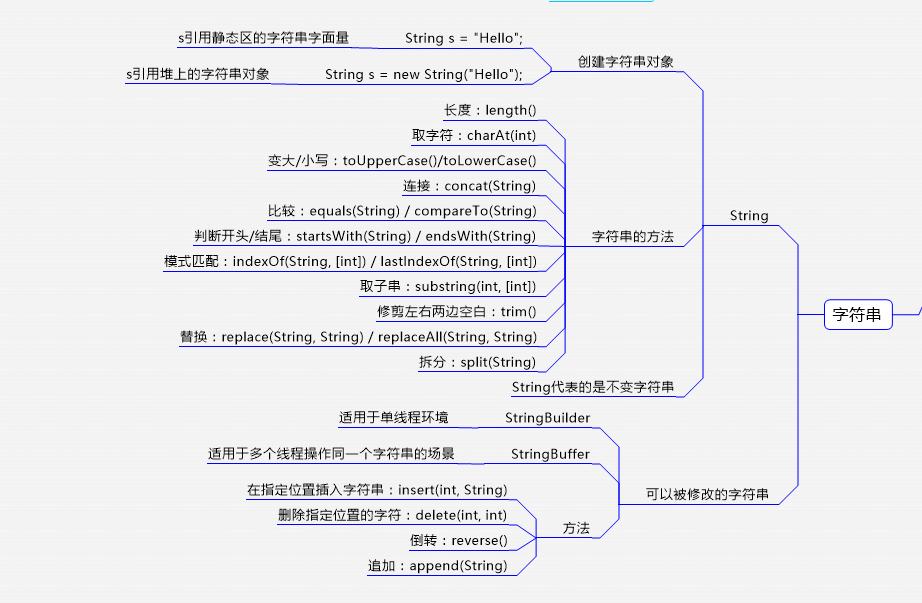 s引用静态区的字符串字面量 String s = "Hello";
s引用堆上的字符串对象 String s = new String("Hello");
创建字符串对象
长度：length()
取字符：charAt(int)
变大/小写：toUpperCase()/toLowerCase()
连接：concat(String)
比较：equals(String) / compareTo(String)
判断开头/结尾：startsWith(String) / endsWith(String)
模式匹配：indexOf(String, [int]) / lastIndexOf(String, [int])
取子串：substring(int, [int])
修剪左右两边空白：trim()
替换：replace(String, String) / replaceAll(String, String)
拆分：split(String)
字符串的方法
String代表的是不变字符串
String
适用于单线程环境 StringBuilder
适用于多个线程操作同一个字符串的场景 StringBuffer
在指定位置插入字符串：insert(int, String)
删除指定位置的字符：delete(int, int)
倒转：reverse()
追加：append(String)
方法
可以被修改的字符串
字符串